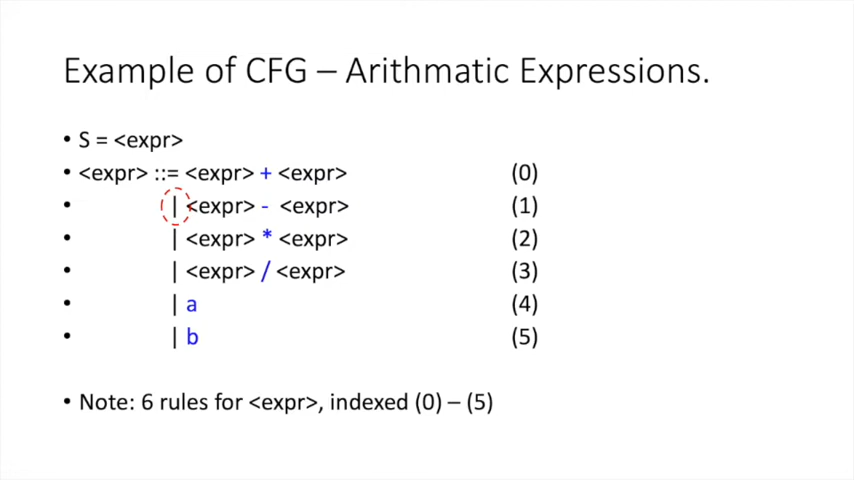 Example of CFG – Arithmatic Expressions.
• S = <expr>
• <expr> ::= <expr> + <expr> (0)
• | <expr> - <expr> (1)
• | <expr> * <expr> (2)
• | <expr> / <expr> (3)
• | a (4)
• | b (5)
• Note: 6 rules for <expr>, indexed (0) – (5)